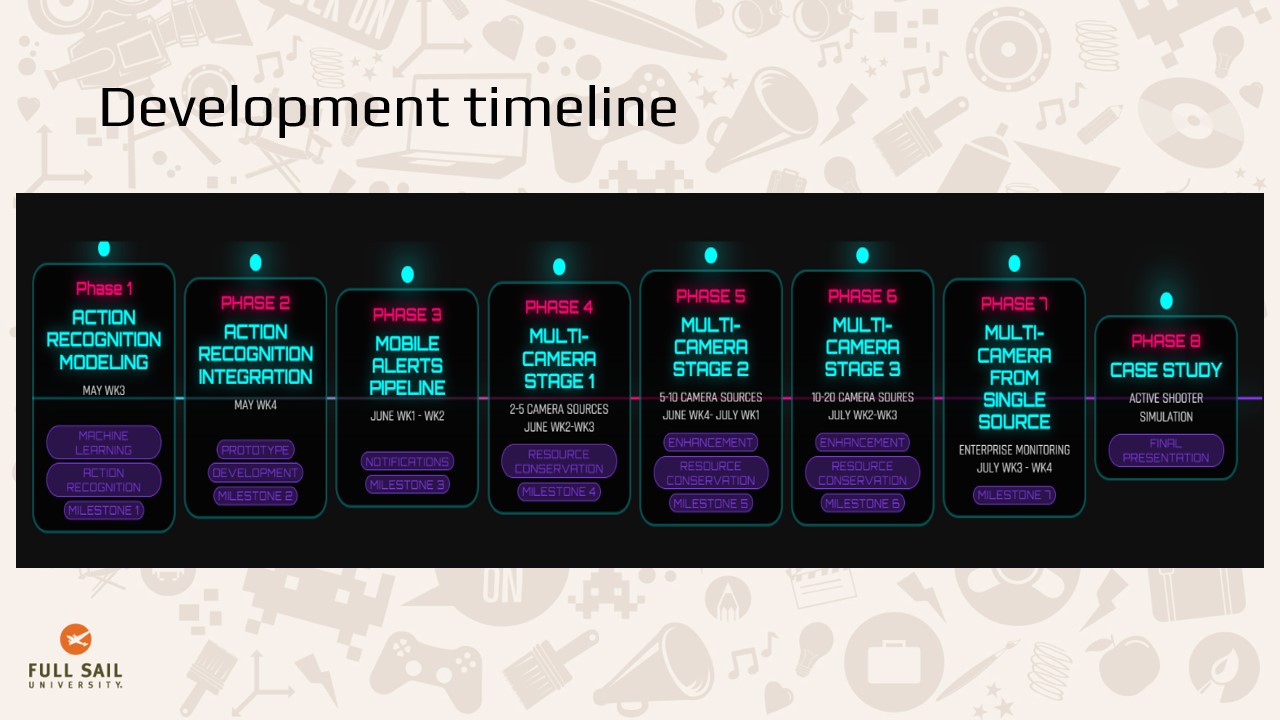 Development timeline
Phase 1
ACTION
RECOGNITION
MODELING
MAY WK3
MACHINE
LEARNING
ACTION
RECOGNITION
MILESTONE 1
PHASE 2
ACTION
RECOGNITION
INTEGRATION
MAY WK4
PROTOTYPE
DEVELOPMENT
MILESTONE 2
PHASE 3
MOBILE
ALERTS
PIPELINE
JUNE WK1 - WK2
NOTIFICATIONS
MILESTONE 3
PHASE 4
MULTI-
CAMERA
STAGE 1
2-5 CAMERA SOURCES
JUNE WK2-WK3
RESOURCE
CONSERVATION
MILESTONE 4
PHASE 5
MULTI-
CAMERA
STAGE 2
5-10 CAMERA SOURCES
JUNE WK4- JULY WK1
ENHANCEMENT
RESOURCE
CONSERVATION
MILESTONE 5
PHASE 6
MULTI-
CAMERA
STAGE 3
10-20 CAMERA SOURES
JULY WK2-WK3
ENHANCEMENT
RESOURCE
CONSERVATION
MILESTONE 6
PHASE 7
MULTI-
CAMERA
FROM
SINGLE
SOURCE
ENTERPRISE MONITORING
JULY WK3 - WK4
MILESTONE 7
PHASE 8
CASE STUDY
ACTIVE SHOOTER
SIMULATION
FINAL
PRESENTATION
ON
FULL SAIL
UNIVERSITY.